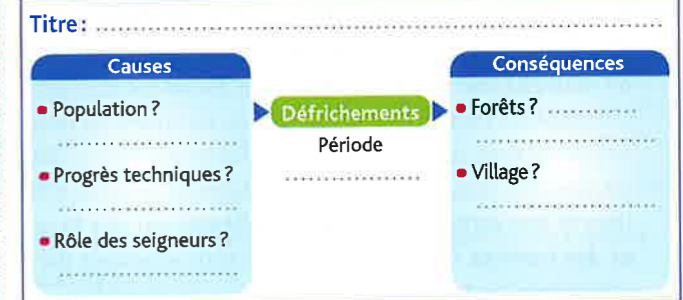 Titre : ........................................................................
Causes
• Population ?
........................
• Progrès techniques ?
........................
• Rôle des seigneurs ?
........................
Défrichements
Période
..................
Conséquences
• Forêts ? ............
........................
• Village ?
........................